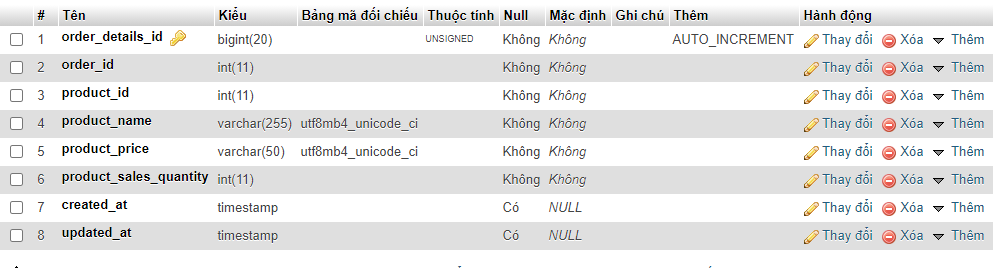 # Tên Kiểu Bảng mã đối chiếu Thuộc tính Null Mặc định Ghi chú Thêm Hành động
1 order_details_id bigint(20) UNSIGNED Không Không AUTO_INCREMENT Thay đổi Xóa Thêm
2 order_id int(11) Không Không Thay đổi Xóa Thêm
3 product_id int(11) Không Không Thay đổi Xóa Thêm
4 product_name varchar(255) utf8mb4_unicode_ci Không Không Thay đổi Xóa Thêm
5 product_price varchar(50) utf8mb4_unicode_ci Không Không Thay đổi Xóa Thêm
6 product_sales_quantity int(11) Không Không Thay đổi Xóa Thêm
7 created_at timestamp Có NULL Thay đổi Xóa Thêm
8 updated_at timestamp Có NULL Thay đổi Xóa Thêm